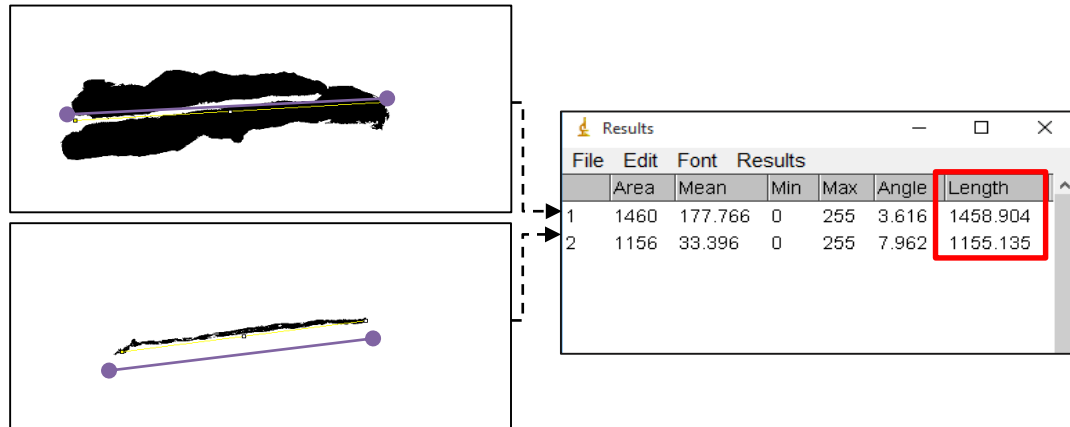 Results
File Edit Font Results
Area Mean Min Max Angle Length
1 1460 177.766 0 255 3.616 1458.904
2 1156 33.396 0 255 7.962 1155.135